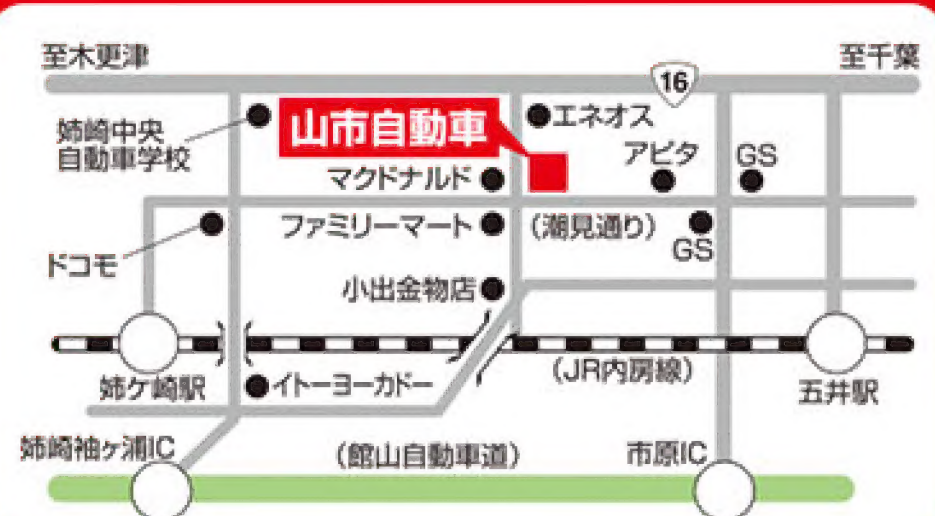 至木更津
至千葉
16
姉崎中央
自動車学校
山市自動車
エネオス
アピタ
GS
マクドナルド
ドコモ
ファミリーマート
(潮見通り)
GS
小出金物店
姉ケ崎駅
イトーヨーカドー
(JR内房線)
五井駅
姉崎袖ヶ浦IC
(館山自動車道)
市原IC